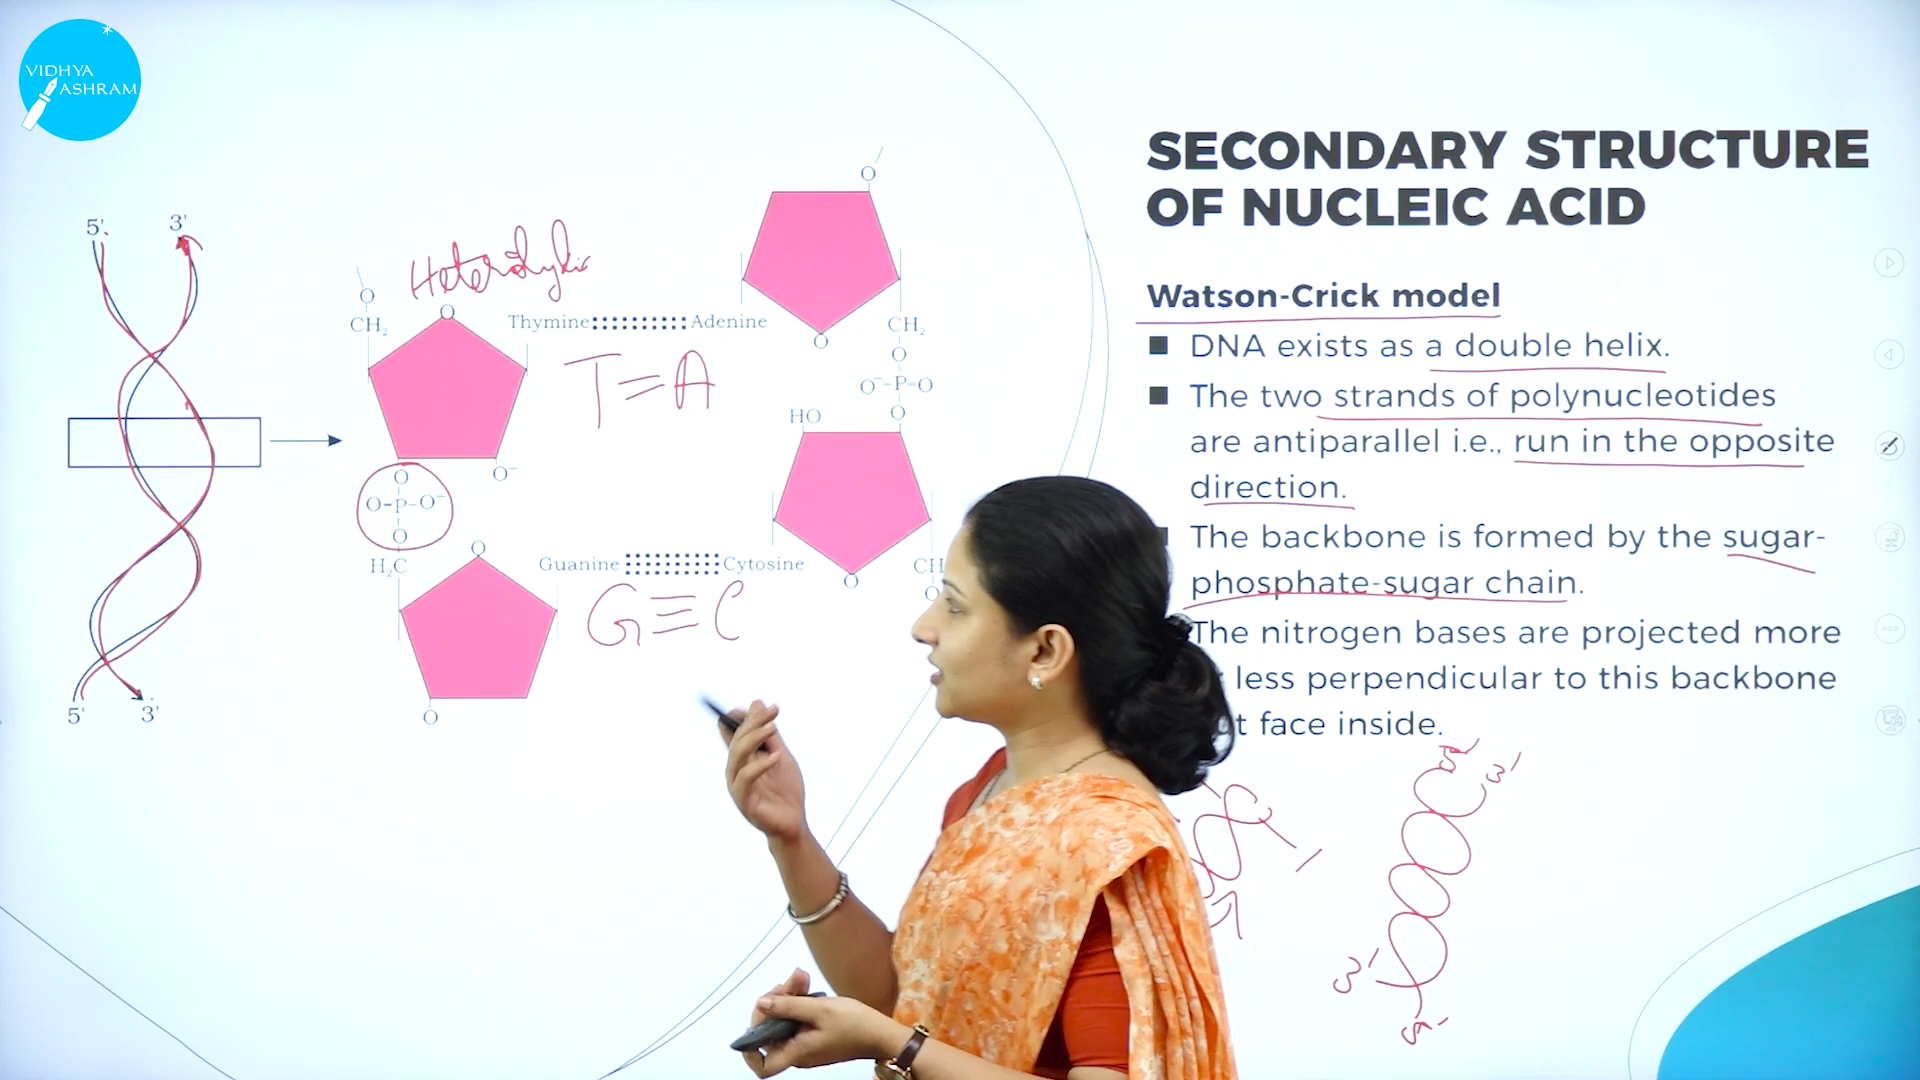 VIDHYA
ASHRAM
SECONDARY STRUCTURE
OF NUCLEIC ACID
Watson-Crick model
DNA exists as a double helix.
The two strands of polynucleotides
are antiparallel i.e., run in the opposite
direction.
The backbone is formed by the sugar-
phosphate-sugar chain.
The nitrogen bases are projected more
less perpendicular to this backbone
face inside.
5' 3'
5' 3'
O
CH₂
O
Thymine Adenine
T=A
O⁻
O
O-P-O⁻
O
H₂C
O
Guanine Cytosine
G≡C
O
O
O
CH₂
O
O⁻-P=O
O
HO
O
CH
O
5' 3'
3'
5'